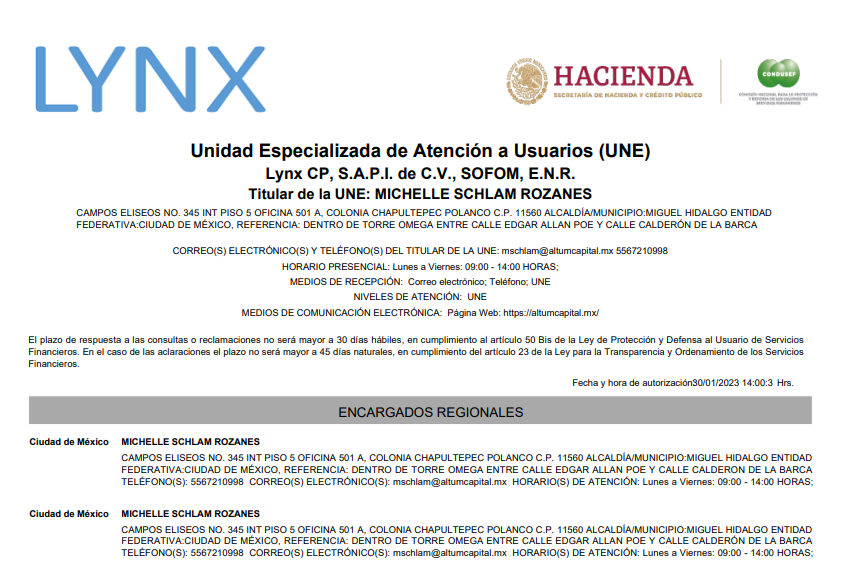 LYNX
HACIENDA
SECRETARÍA DE HACIENDA Y CRÉDITO PÚBLICO
CONDUSEF
COMISIÓN NACIONAL PARA LA PROTECCIÓN
Y DEFENSA DE LOS USUARIOS DE
SERVICIOS FINANCIEROS
Unidad Especializada de Atención a Usuarios (UNE)
Lynx CP, S.A.P.I. de C.V., SOFOM, E.N.R.
Titular de la UNE: MICHELLE SCHLAM ROZANES
CAMPOS ELISEOS NO. 345 INT PISO 5 OFICINA 501 A, COLONIA CHAPULTEPEC POLANCO C.P. 11560 ALCALDÍA/MUNICIPIO:MIGUEL HIDALGO ENTIDAD
FEDERATIVA:CIUDAD DE MÉXICO, REFERENCIA: DENTRO DE TORRE OMEGA ENTRE CALLE EDGAR ALLAN POE Y CALLE CALDERÓN DE LA BARCA
CORREO(S) ELECTRÓNICO(S) Y TELÉFONO(S) DEL TITULAR DE LA UNE: mschlam@altumcapital.mx 5567210998
HORARIO PRESENCIAL: Lunes a Viernes: 09:00 - 14:00 HORAS;
MEDIOS DE RECEPCIÓN: Correo electrónico; Teléfono; UNE
NIVELES DE ATENCIÓN: UNE
MEDIOS DE COMUNICACIÓN ELECTRÓNICA: Página Web: https://altumcapital.mx/
El plazo de respuesta a las consultas o reclamaciones no será mayor a 30 días hábiles, en cumplimiento al artículo 50 Bis de la Ley de Protección y Defensa al Usuario de Servicios
Financieros. En el caso de las aclaraciones el plazo no será mayor a 45 días naturales, en cumplimiento del artículo 23 de la Ley para la Transparencia y Ordenamiento de los Servicios
Financieros.
Fecha y hora de autorización30/01/2023 14:00:3 Hrs.
ENCARGADOS REGIONALES
Ciudad de México MICHELLE SCHLAM ROZANES
CAMPOS ELISEOS NO. 345 INT PISO 5 OFICINA 501 A, COLONIA CHAPULTEPEC POLANCO C.P. 11560 ALCALDÍA/MUNICIPIO:MIGUEL HIDALGO ENTIDAD
FEDERATIVA:CIUDAD DE MÉXICO, REFERENCIA: DENTRO DE TORRE OMEGA ENTRE CALLE EDGAR ALLAN POE Y CALLE CALDERON DE LA BARCA
TELÉFONO(S): 5567210998 CORREO(S) ELECTRÓNICO(S): mschlam@altumcapital.mx HORARIO(S) DE ATENCIÓN: Lunes a Viernes: 09:00 - 14:00 HORAS;
Ciudad de México MICHELLE SCHLAM ROZANES
CAMPOS ELISEOS NO. 345 INT PISO 5 OFICINA 501 A, COLONIA CHAPULTEPEC POLANCO C.P. 11560 ALCALDÍA/MUNICIPIO:MIGUEL HIDALGO ENTIDAD
FEDERATIVA:CIUDAD DE MÉXICO, REFERENCIA: DENTRO DE TORRE OMEGA ENTRE CALLE EDGAR ALLAN POE Y CALLE CALDERON DE LA BARCA
TELÉFONO(S): 5567210998 CORREO(S) ELECTRÓNICO(S): mschlam@altumcapital.mx HORARIO(S) DE ATENCIÓN: Lunes a Viernes: 09:00 - 14:00 HORAS;